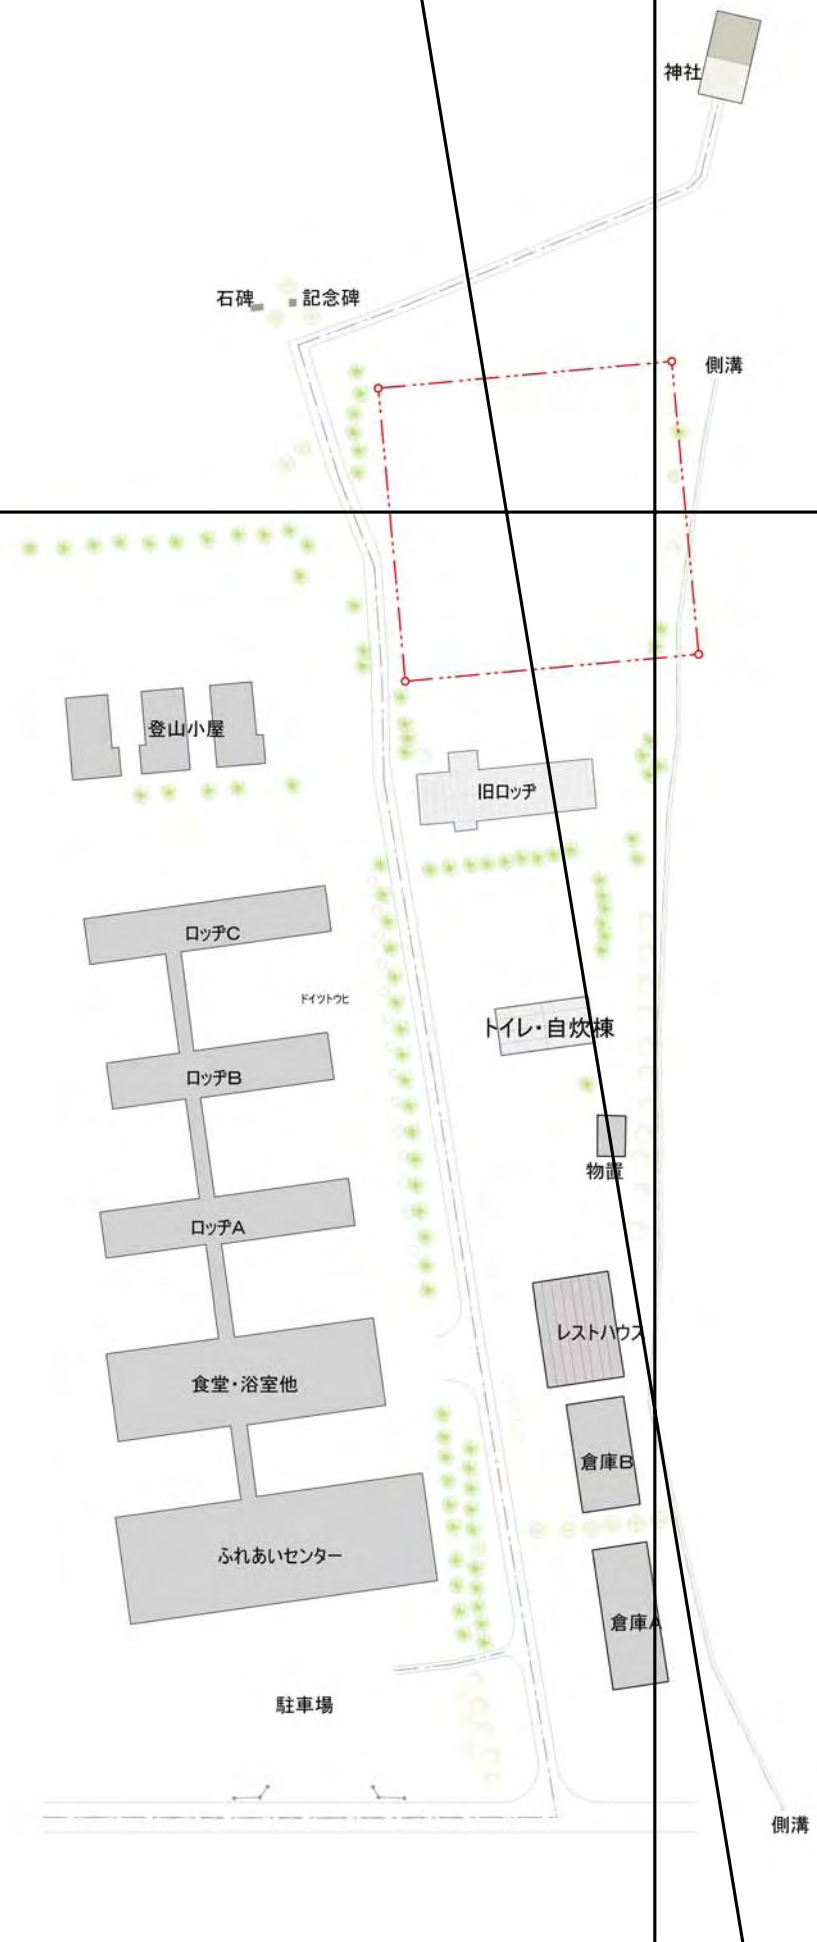 神社
石碑
記念碑
側溝
登山小屋
旧ロッヂ
ロッヂC
ドイツトウヒ
トイレ・自炊棟
ロッヂB
物置
ロッヂA
レストハウス
食堂・浴室他
倉庫B
ふれあいセンター
倉庫A
駐車場
側溝